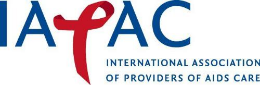 IAPAC
INTERNATIONAL ASSOCIATION
OF PROVIDERS OF AIDS CARE